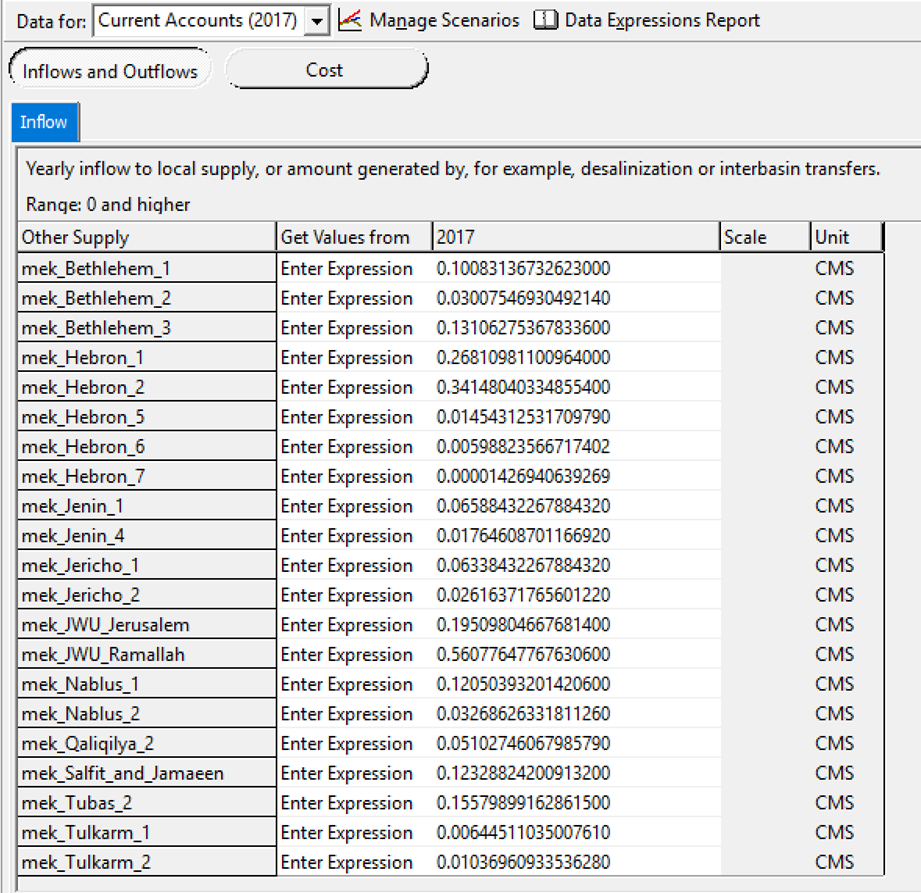 Data for: Current Accounts (2017) Manage Scenarios Data Expressions Report
Inflows and Outflows Cost
Inflow
Yearly inflow to local supply, or amount generated by, for example, desalinization or interbasin transfers.
Range: 0 and higher
Other Supply Get Values from 2017 Scale Unit
mek_Bethlehem_1 Enter Expression 0.10083136732623000 CMS
mek_Bethlehem_2 Enter Expression 0.03007546930492140 CMS
mek_Bethlehem_3 Enter Expression 0.13106275367833600 CMS
mek_Hebron_1 Enter Expression 0.26810981100964000 CMS
mek_Hebron_2 Enter Expression 0.34148040334855400 CMS
mek_Hebron_5 Enter Expression 0.01454312531709790 CMS
mek_Hebron_6 Enter Expression 0.00598823566717402 CMS
mek_Hebron_7 Enter Expression 0.00001426940639269 CMS
mek_Jenin_1 Enter Expression 0.06588432267884320 CMS
mek_Jenin_4 Enter Expression 0.01764608701166920 CMS
mek_Jericho_1 Enter Expression 0.06338432267884320 CMS
mek_Jericho_2 Enter Expression 0.02616371765601220 CMS
mek_JWU_Jerusalem Enter Expression 0.19509804667681400 CMS
mek_JWU_Ramallah Enter Expression 0.56077647767630600 CMS
mek_Nablus_1 Enter Expression 0.12050393201420600 CMS
mek_Nablus_2 Enter Expression 0.03268626331811260 CMS
mek_Qaliqilya_2 Enter Expression 0.05102746067985790 CMS
mek_Salfit_and_Jamaeen Enter Expression 0.12328824200913200 CMS
mek_Tubas_2 Enter Expression 0.15579899162861500 CMS
mek_Tulkarm_1 Enter Expression 0.00644511035007610 CMS
mek_Tulkarm_2 Enter Expression 0.01036960933536280 CMS